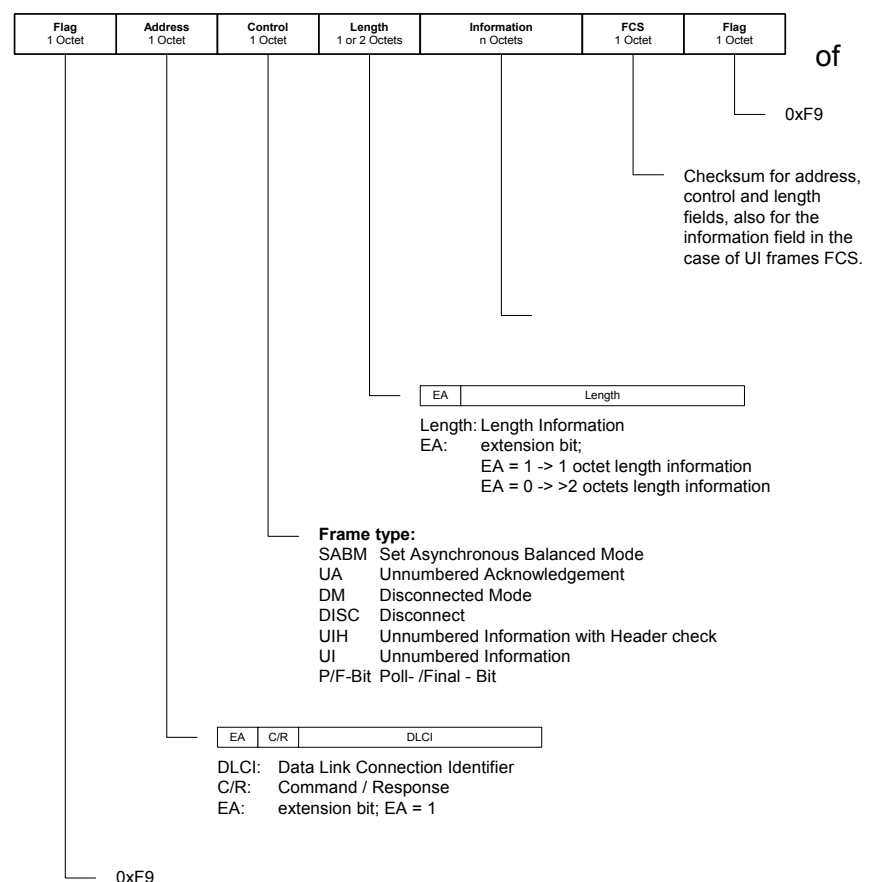 Flag Address Control Length Information FCS Flag
1 Octet 1 Octet 1 Octet 1 or 2 Octets n Octets 1 Octet 1 Octet
of
0xF9
Checksum for address,
control and length
fields, also for the
information field in the
case of UI frames FCS.
EA Length
Length: Length Information
EA: extension bit;
EA = 1 -> 1 octet length information
EA = 0 -> >2 octets length information
Frame type:
SABM Set Asynchronous Balanced Mode
UA Unnumbered Acknowledgement
DM Disconnected Mode
DISC Disconnect
UIH Unnumbered Information with Header check
UI Unnumbered Information
P/F-Bit Poll- /Final - Bit
EA C/R DLCI
DLCI: Data Link Connection Identifier
C/R: Command / Response
EA: extension bit; EA = 1
0xF9